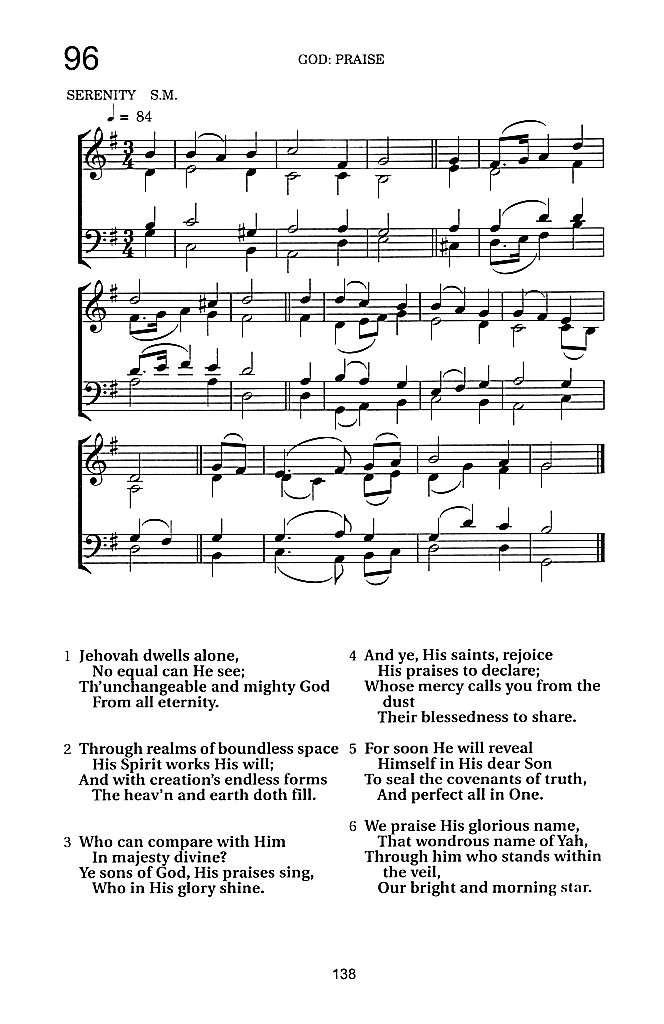 96
GOD: PRAISE
SERENITY S.M.
♩ = 84
1 Jehovah dwells alone,
No equal can He see;
Th'unchangeable and mighty God
From all eternity.
2 Through realms of boundless space
His Spirit works His will;
And with creation's endless forms
The heav'n and earth doth fill.
3 Who can compare with Him
In majesty divine?
Ye sons of God, His praises sing,
Who in His glory shine.
4 And ye, His saints, rejoice
His praises to declare;
Whose mercy calls you from the
dust
Their blessedness to share.
5 For soon He will reveal
Himself in His dear Son
To seal the covenants of truth,
And perfect all in One.
6 We praise His glorious name,
That wondrous name of Yah,
Through him who stands within
the veil,
Our bright and morning star.
138